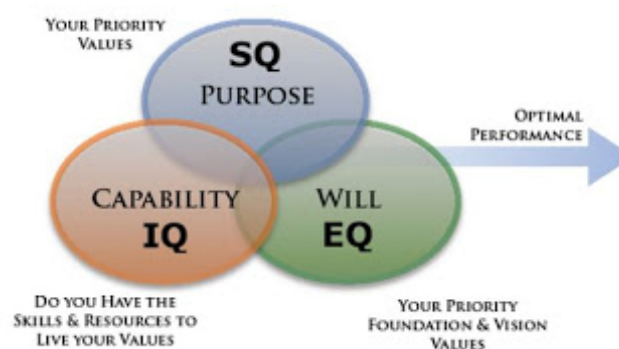 YOUR PRIORITY
VALUES
SQ
PURPOSE
OPTIMAL
PERFORMANCE
CAPABILITY
IQ
WILL
EQ
DO YOU HAVE THE
SKILLS & RESOURCES TO
LIVE YOUR VALUES
YOUR PRIORITY
FOUNDATION & VISION
VALUES